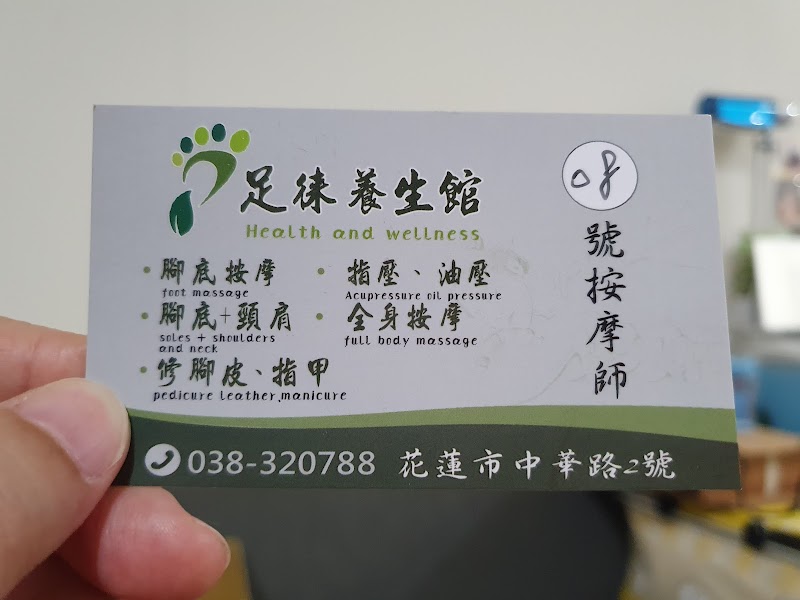 足徠養生館
Health and wellness
08
號按摩師
•腳底按摩
foot massage
•腳底+頸肩
soles + shoulders
and neck
•修腳皮、指甲
pedicure leather,manicure
•指壓、油壓
Acupressure oil pressure
•全身按摩
full body massage
038-320788 花蓮市中華路2號